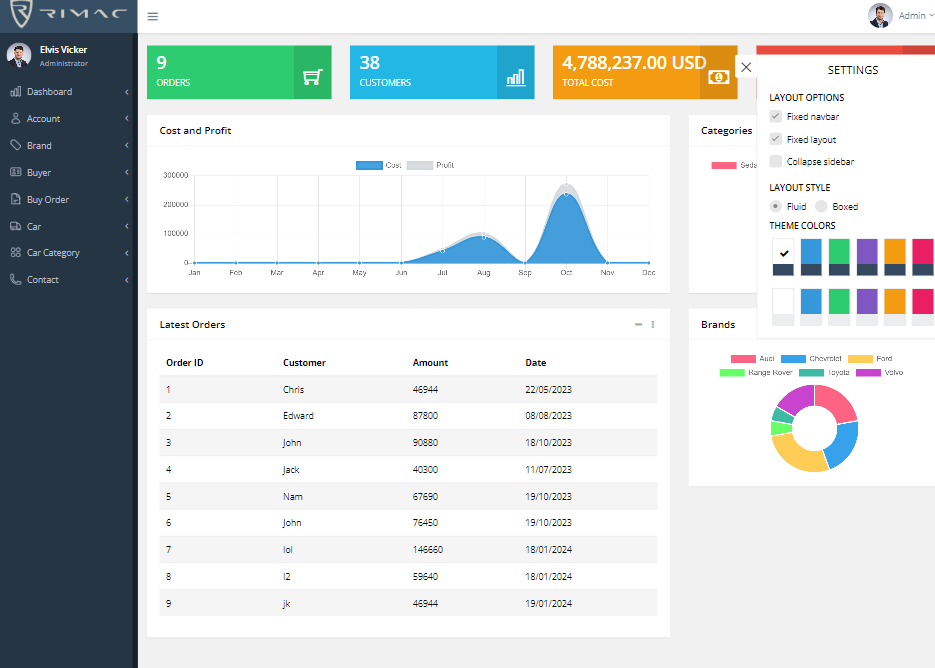 RIMAC
Admin
Elvis Vicker
Administrator
Dashboard
Account
Brand
Buyer
Buy Order
Car
Car Category
Contact
9
ORDERS
38
CUSTOMERS
4,788,237.00 USD
TOTAL COST
SETTINGS
LAYOUT OPTIONS
Fixed navbar
Fixed layout
Collapse sidebar
LAYOUT STYLE
Fluid Boxed
THEME COLORS
Cost and Profit
Cost Profit
300000
200000
100000
0
Jan Feb Mar Apr May Jun Jul Aug Sep Oct Nov Dec
Categories
Latest Orders
Order ID Customer Amount Date
1 Chris 46944 22/05/2023
2 Edward 87800 08/08/2023
3 John 90880 18/10/2023
4 Jack 40300 11/07/2023
5 Nam 67690 19/10/2023
6 John 76450 19/10/2023
7 lol 146660 18/01/2024
8 l2 59640 18/01/2024
9 jk 46944 19/01/2024
Brands
Audi Chevrolet Ford
Range Rover Toyota Volvo